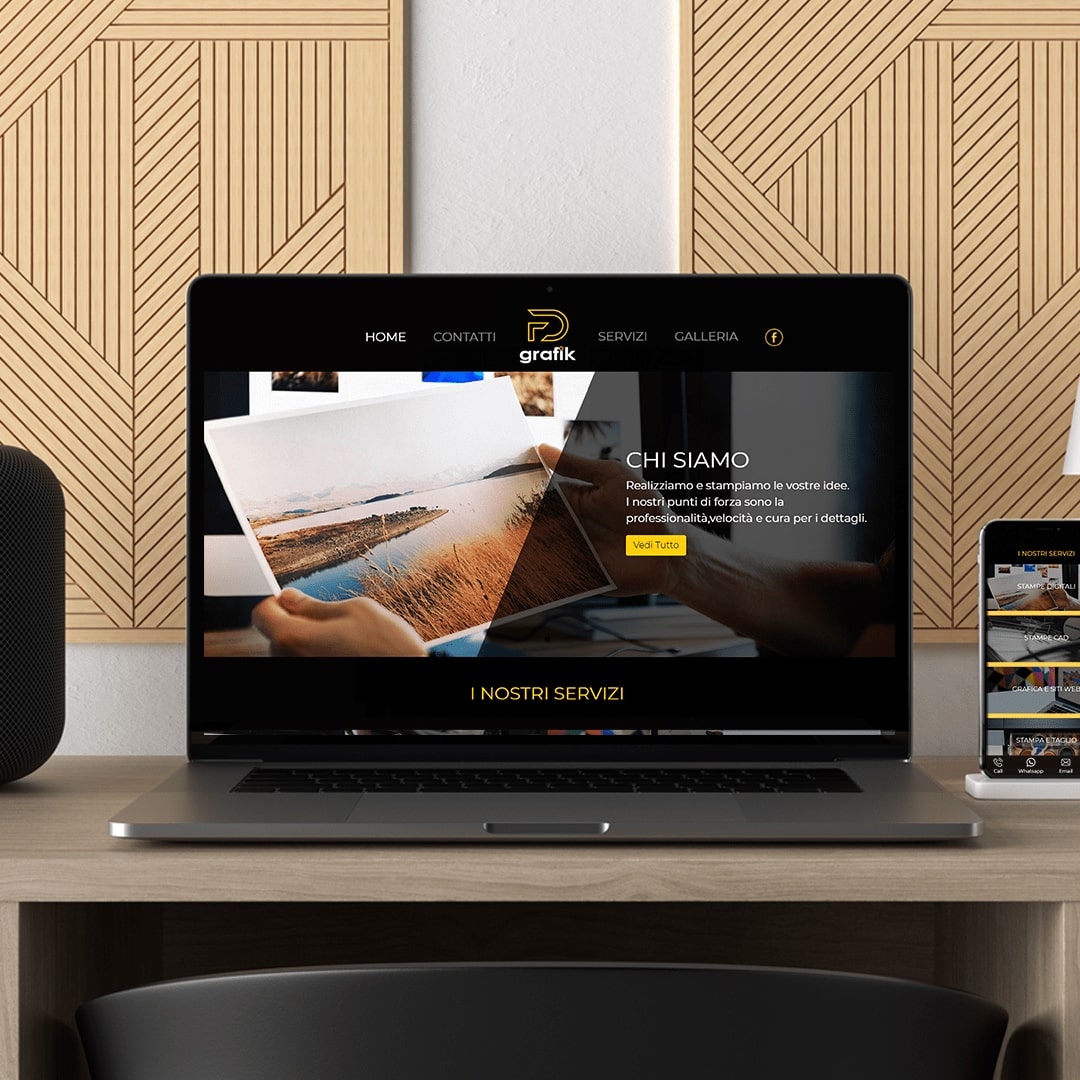 HOME
CONTATTI
grafik
SERVIZI
GALLERIA
f
CHI SIAMO
Realizziamo e stampiamo le vostre idee.
I nostri punti di forza sono la
professionalità,velocità e cura per i dettagli.
Vedi Tutto
I NOSTRI SERVIZI
I NOSTRI SERVIZI
STAMPE DIGITALI
STAMPE CAD
GRAFICA E SITI WEB
STAMPA E TAGLIO
Call
Whatsapp
Email